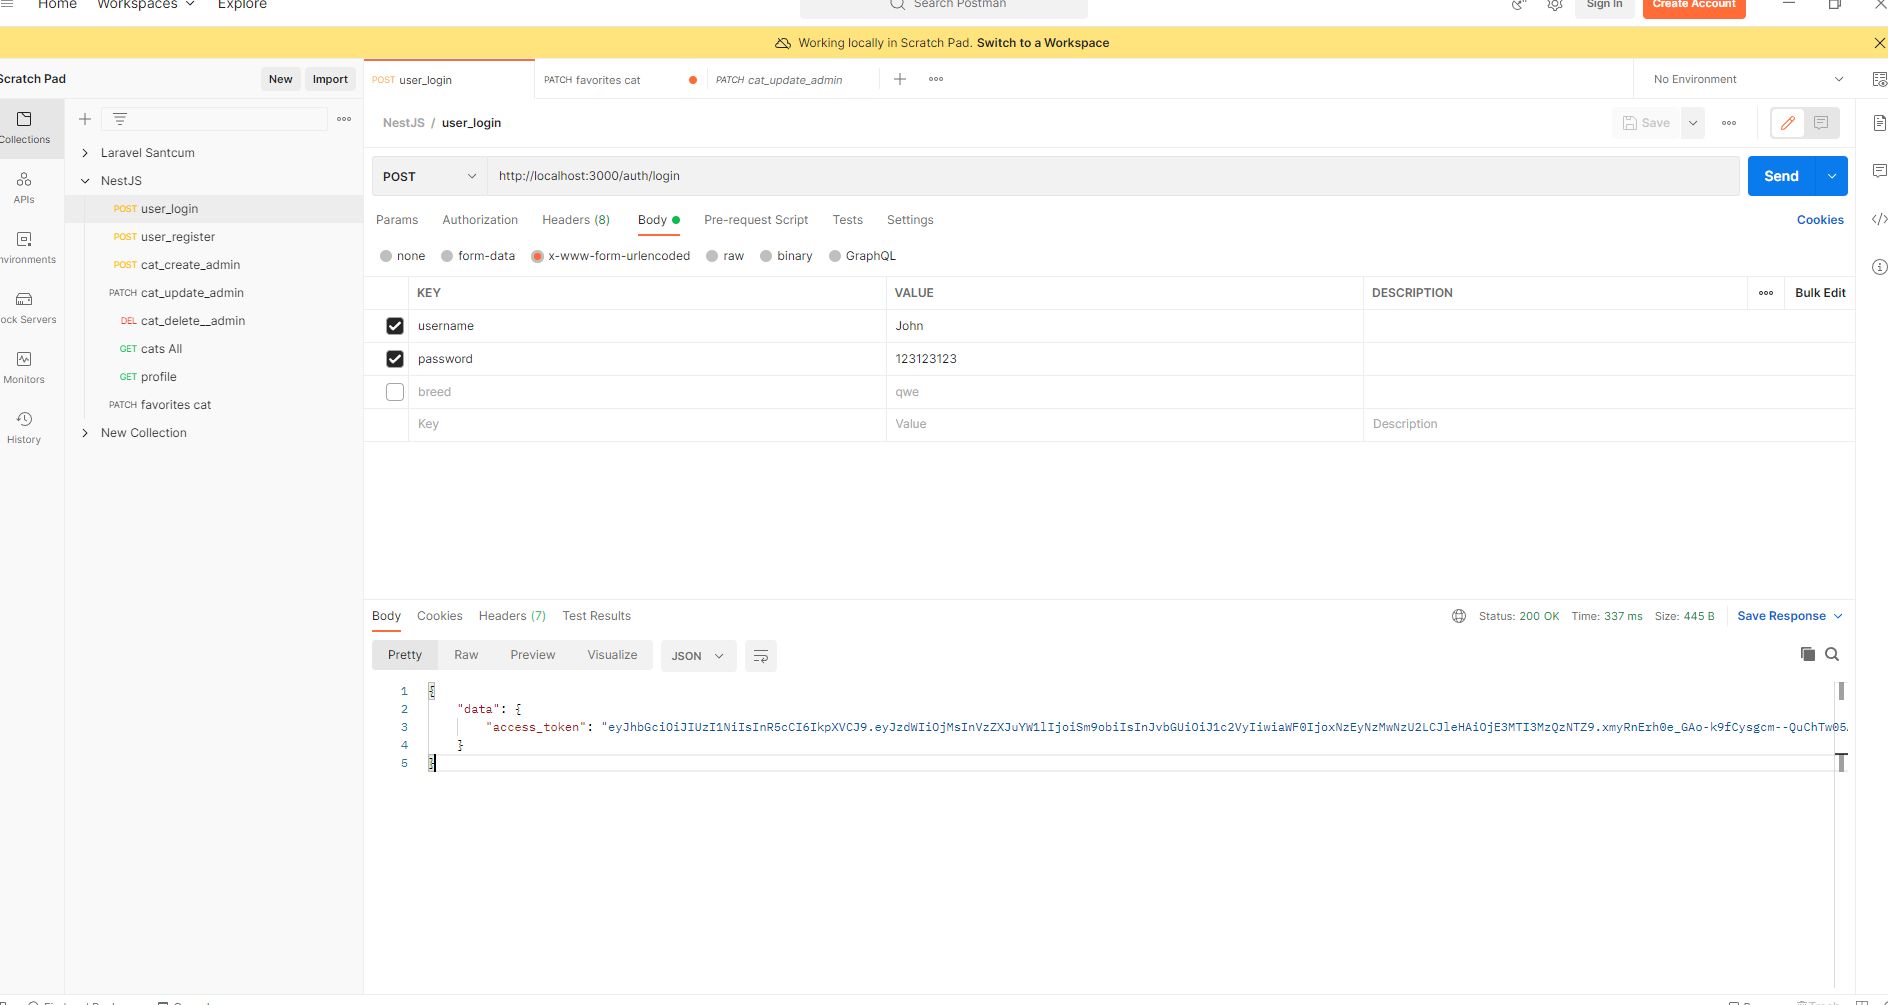 Home Workspaces Explore Search Postman Sign In Create Account
Working locally in Scratch Pad. Switch to a Workspace
Scratch Pad New Import
POST user_login PATCH favorites cat PATCH cat_update_admin No Environment
Collections
APIs
nvironments
ock Servers
Monitors
History
Laravel Santcum
NestJS
POST user_login
POST user_register
POST cat_create_admin
PATCH cat_update_admin
DEL cat_delete__admin
GET cats All
GET profile
PATCH favorites cat
New Collection
NestJS / user_login Save
POST http://localhost:3000/auth/login Send
Params Authorization Headers (8) Body Pre-request Script Tests Settings Cookies
none form-data x-www-form-urlencoded raw binary GraphQL
KEY VALUE DESCRIPTION Bulk Edit
username John
password 123123123
breed qwe
Key Value Description
Body Cookies Headers (7) Test Results Status: 200 OK Time: 337 ms Size: 445 B Save Response
Pretty Raw Preview Visualize JSON
1 {
2 "data": {
3 "access_token": "eyJhbGciOiJIUzI1NiIsInR5cCI6IkpXVCJ9.eyJzdWIiOjMsInVzZXJuYW1lIjoiSm9obiIsInJvbGUiOiJ1c2VyIiwiaWF0IjoxNzEyNzMwNzU2LCJleHAiOjE3MTI3MzQzNTZ9.xmyRnErh0e_GAo-k9fCysgcm--QuChTw05
4 }
5 }